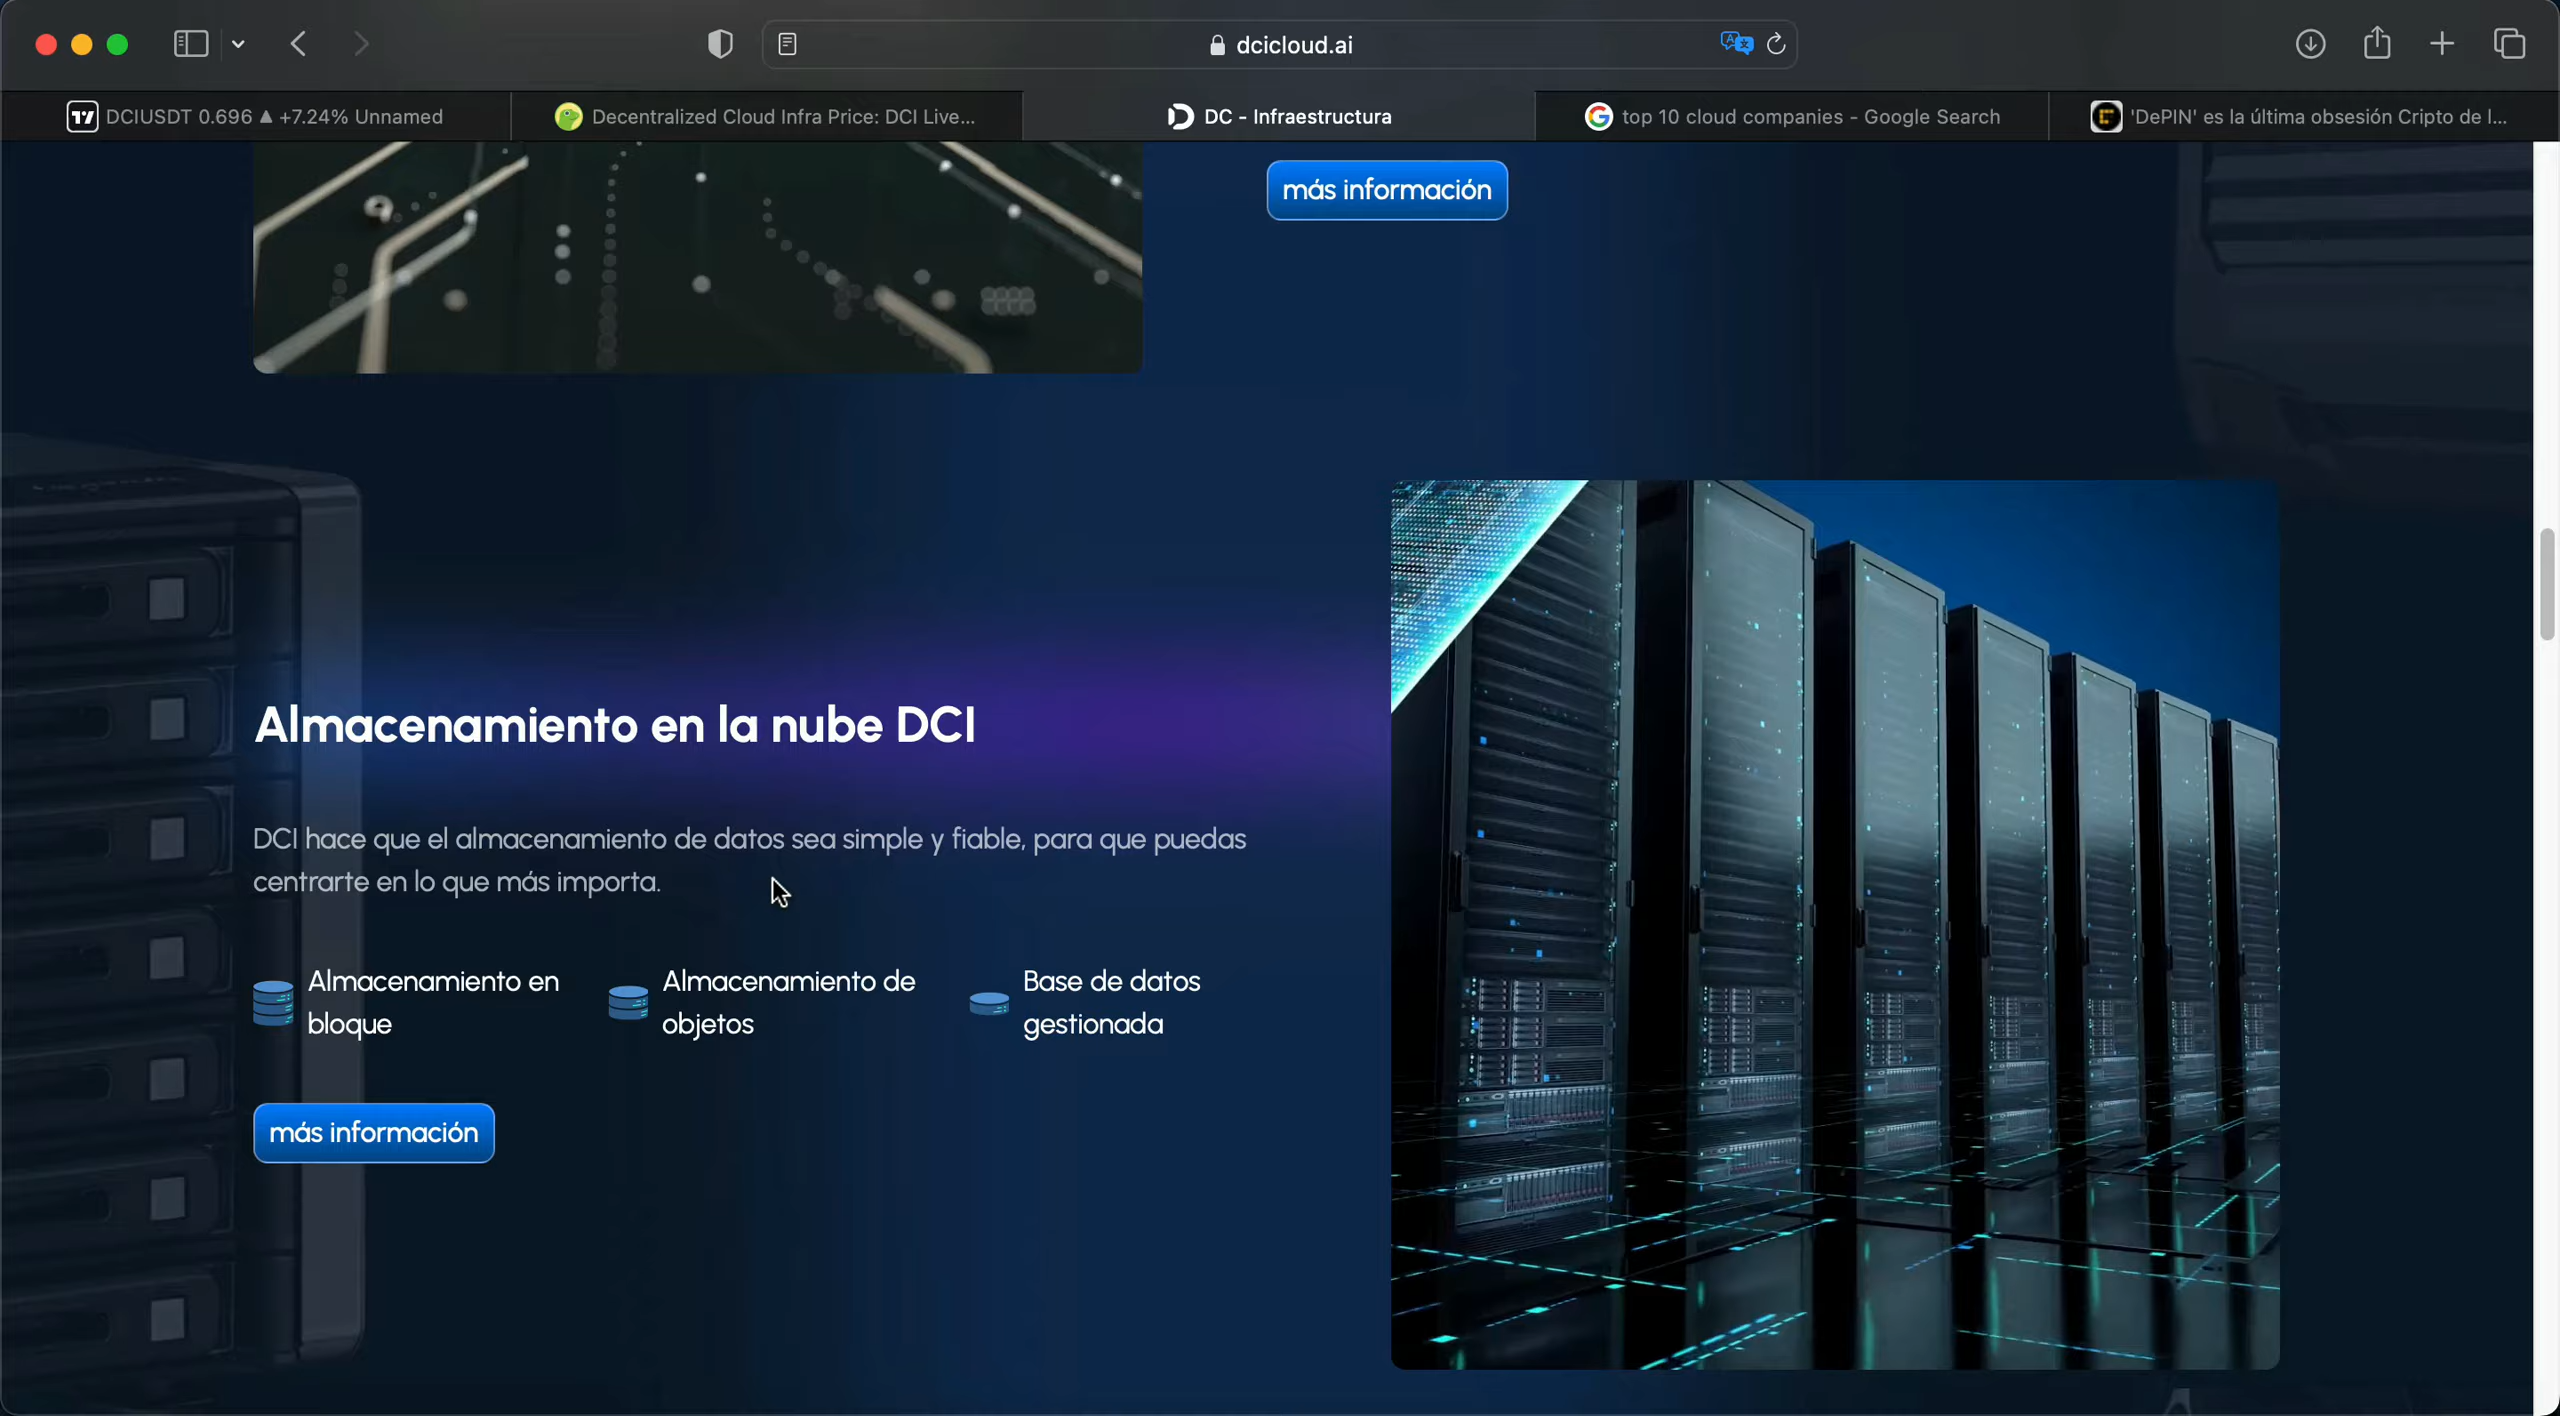 dcicloud.ai
DCIUSDT 0.696 ▲ +7.24% Unnamed
Decentralized Cloud Infra Price: DCI Live...
DC - Infraestructura
top 10 cloud companies - Google Search
'DePIN' es la última obsesión Cripto de l...
más información
Almacenamiento en la nube DCI
DCI hace que el almacenamiento de datos sea simple y fiable, para que puedas
centrarte en lo que más importa.
Almacenamiento en
bloque
Almacenamiento de
objetos
Base de datos
gestionada
más información